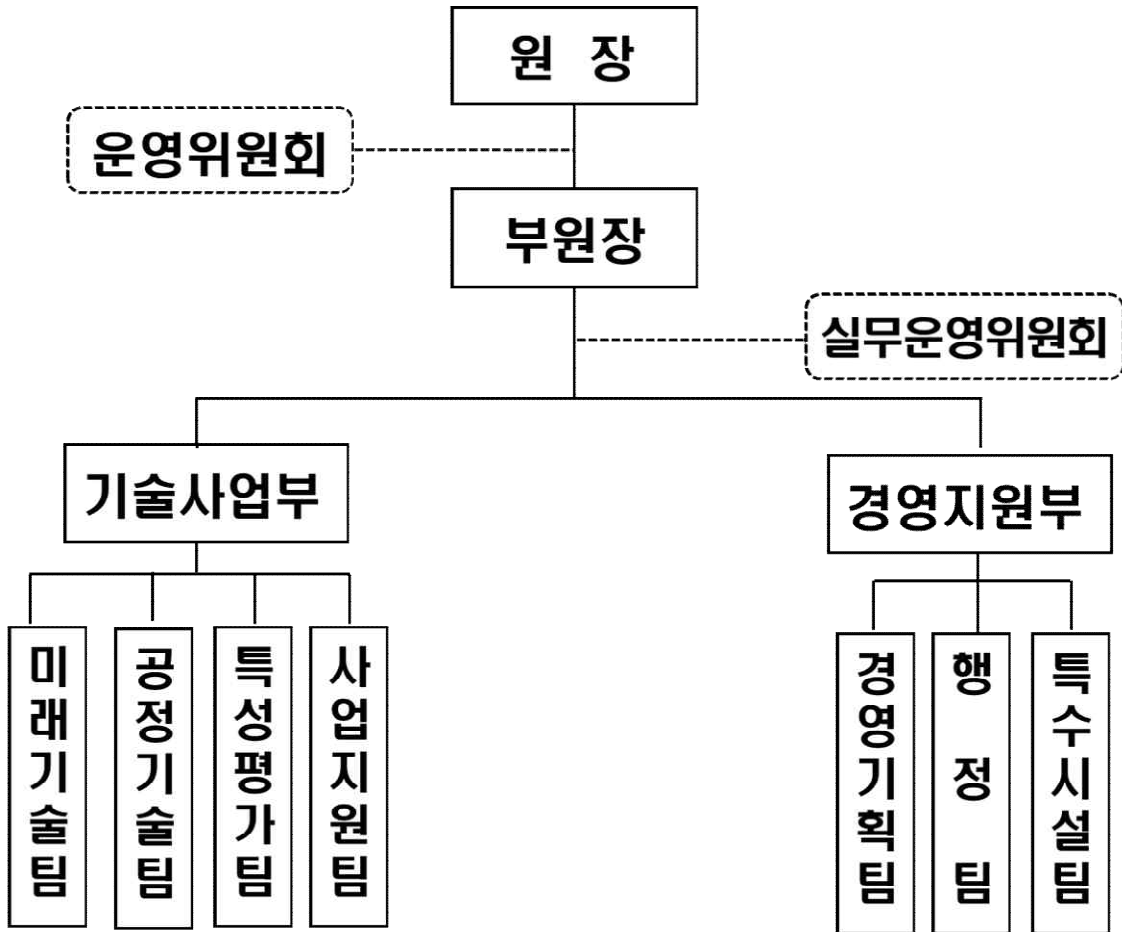 원 장
운영위원회
부원장
실무운영위원회
기술사업부
경영지원부
미래기술팀
공정기술팀
특성평가팀
사업지원팀
경영기획팀
행정팀
특수시설팀